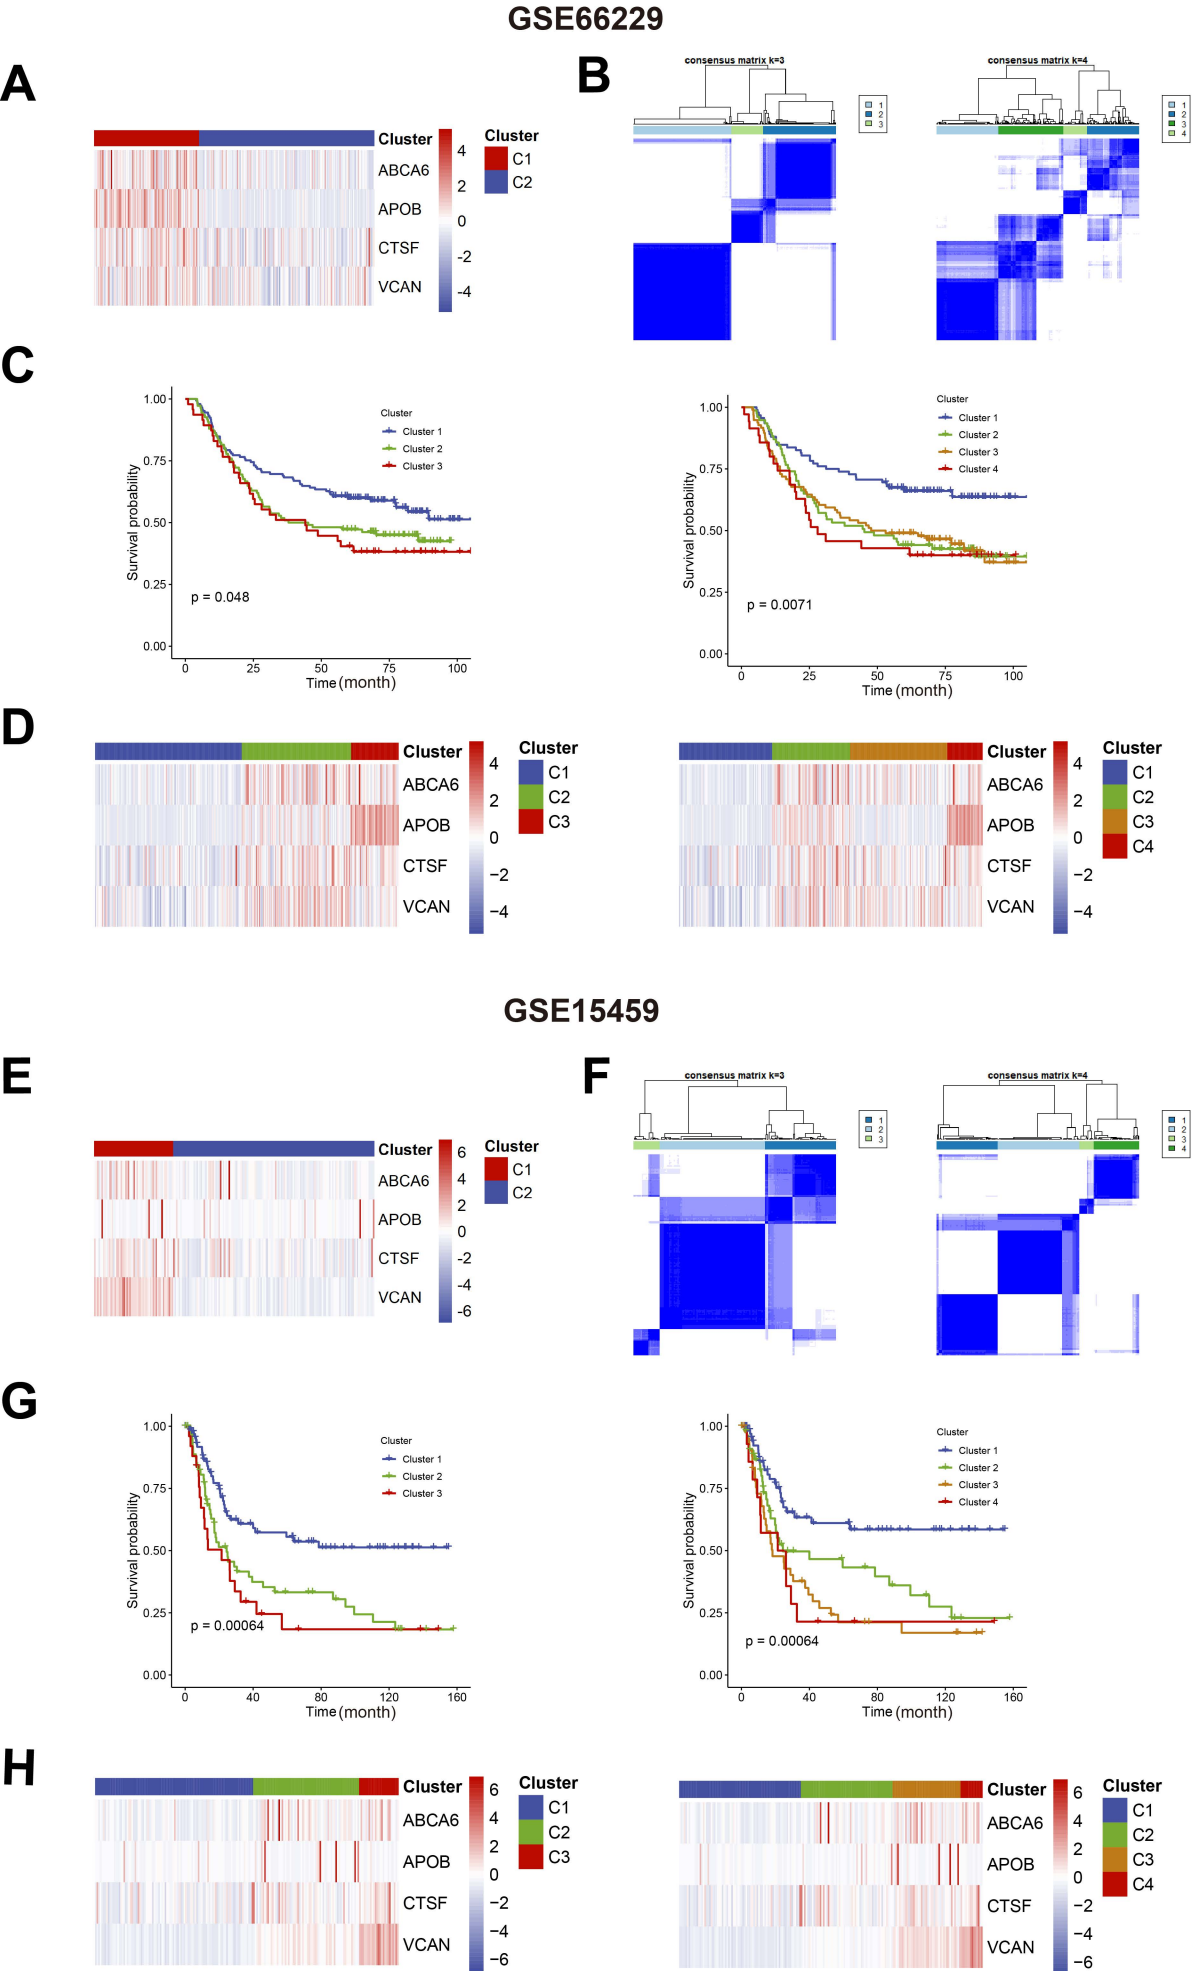 GSE66229
A
Cluster
ABCA6
APOB
CTSF
VCAN
4
2
0
-2
-4
Cluster
C1
C2
B
consensus matrix k=3
1
2
3
consensus matrix k=4
1
2
3
4
C
Survival probability
1.00
0.75
0.50
0.25
0.00
Cluster
Cluster 1
Cluster 2
Cluster 3
p = 0.048
0 25 50 75 100
Time (month)
Survival probability
1.00
0.75
0.50
0.25
0.00
Cluster
Cluster 1
Cluster 2
Cluster 3
Cluster 4
p = 0.0071
0 25 50 75 100
Time (month)
D
Cluster
ABCA6
APOB
CTSF
VCAN
4
2
0
−2
−4
Cluster
C1
C2
C3
Cluster
ABCA6
APOB
CTSF
VCAN
4
2
0
−2
−4
Cluster
C1
C2
C3
C4
GSE15459
E
Cluster
ABCA6
APOB
CTSF
VCAN
6
4
2
0
-2
-4
-6
Cluster
C1
C2
F
consensus matrix k=3
1
2
3
consensus matrix k=4
1
2
3
4
G
Survival probability
1.00
0.75
0.50
0.25
0.00
Cluster
Cluster 1
Cluster 2
Cluster 3
p = 0.00064
0 40 80 120 160
Time (month)
Survival probability
1.00
0.75
0.50
0.25
0.00
Cluster
Cluster 1
Cluster 2
Cluster 3
Cluster 4
p = 0.00064
0 40 80 120 160
Time (month)
H
Cluster
ABCA6
APOB
CTSF
VCAN
6
4
2
0
−2
−4
−6
Cluster
C1
C2
C3
Cluster
ABCA6
APOB
CTSF
VCAN
6
4
2
0
−2
−4
−6
Cluster
C1
C2
C3
C4